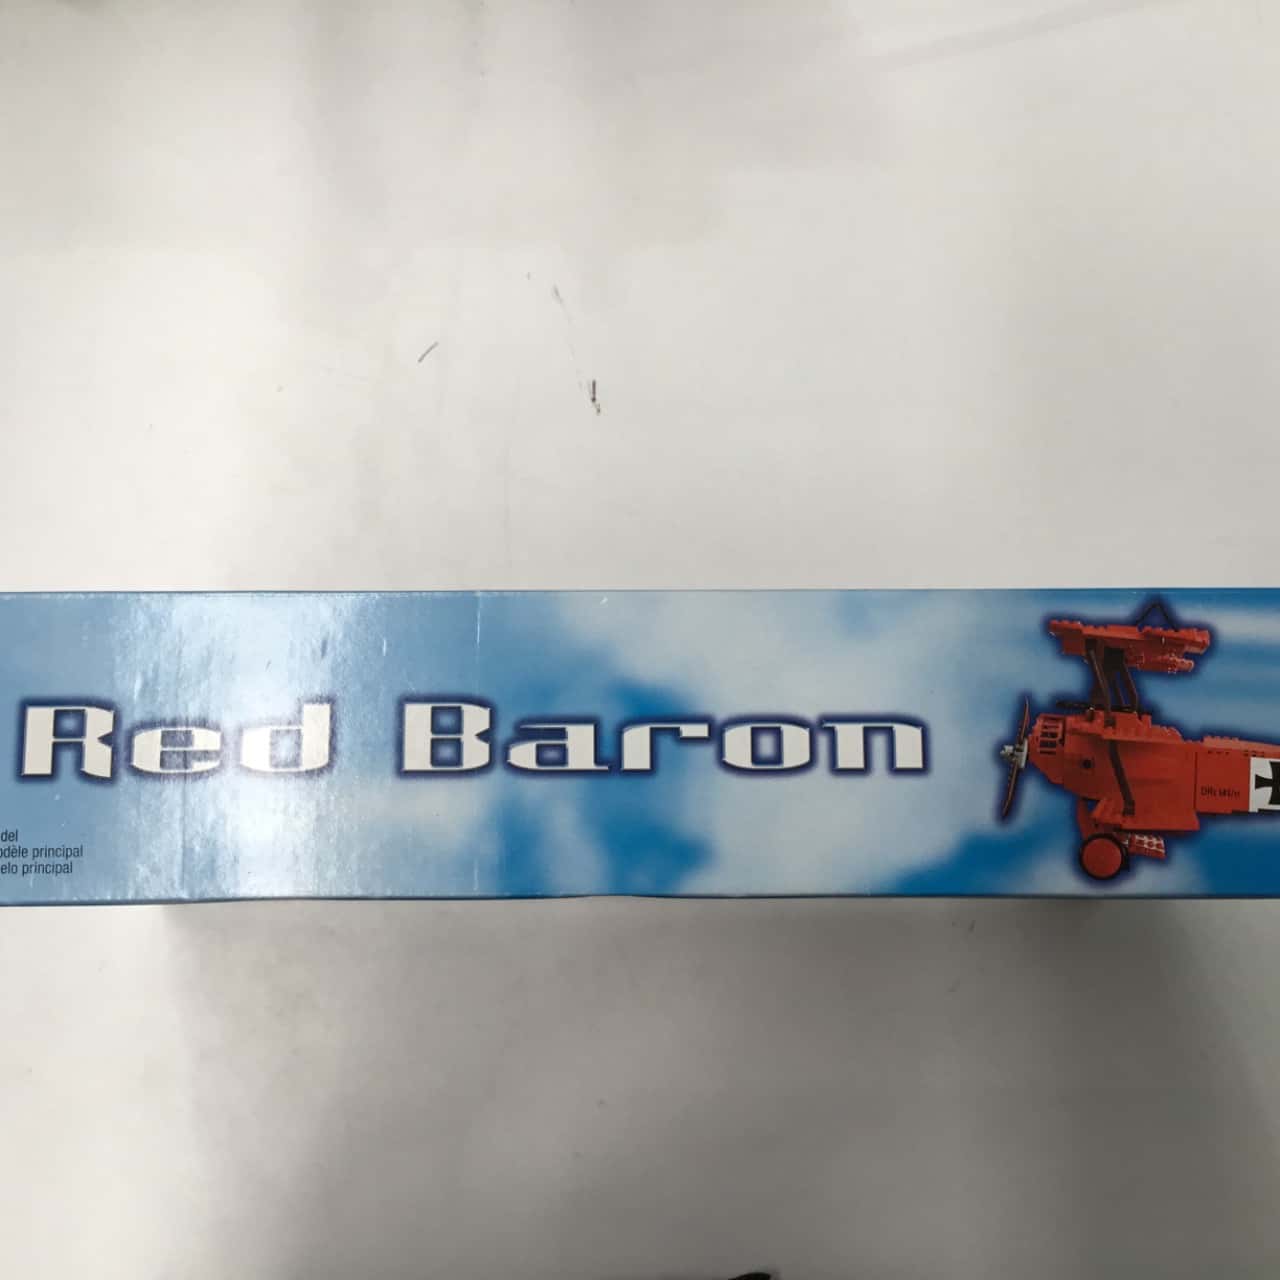 Red Baron
del
odèle principal
elo principal